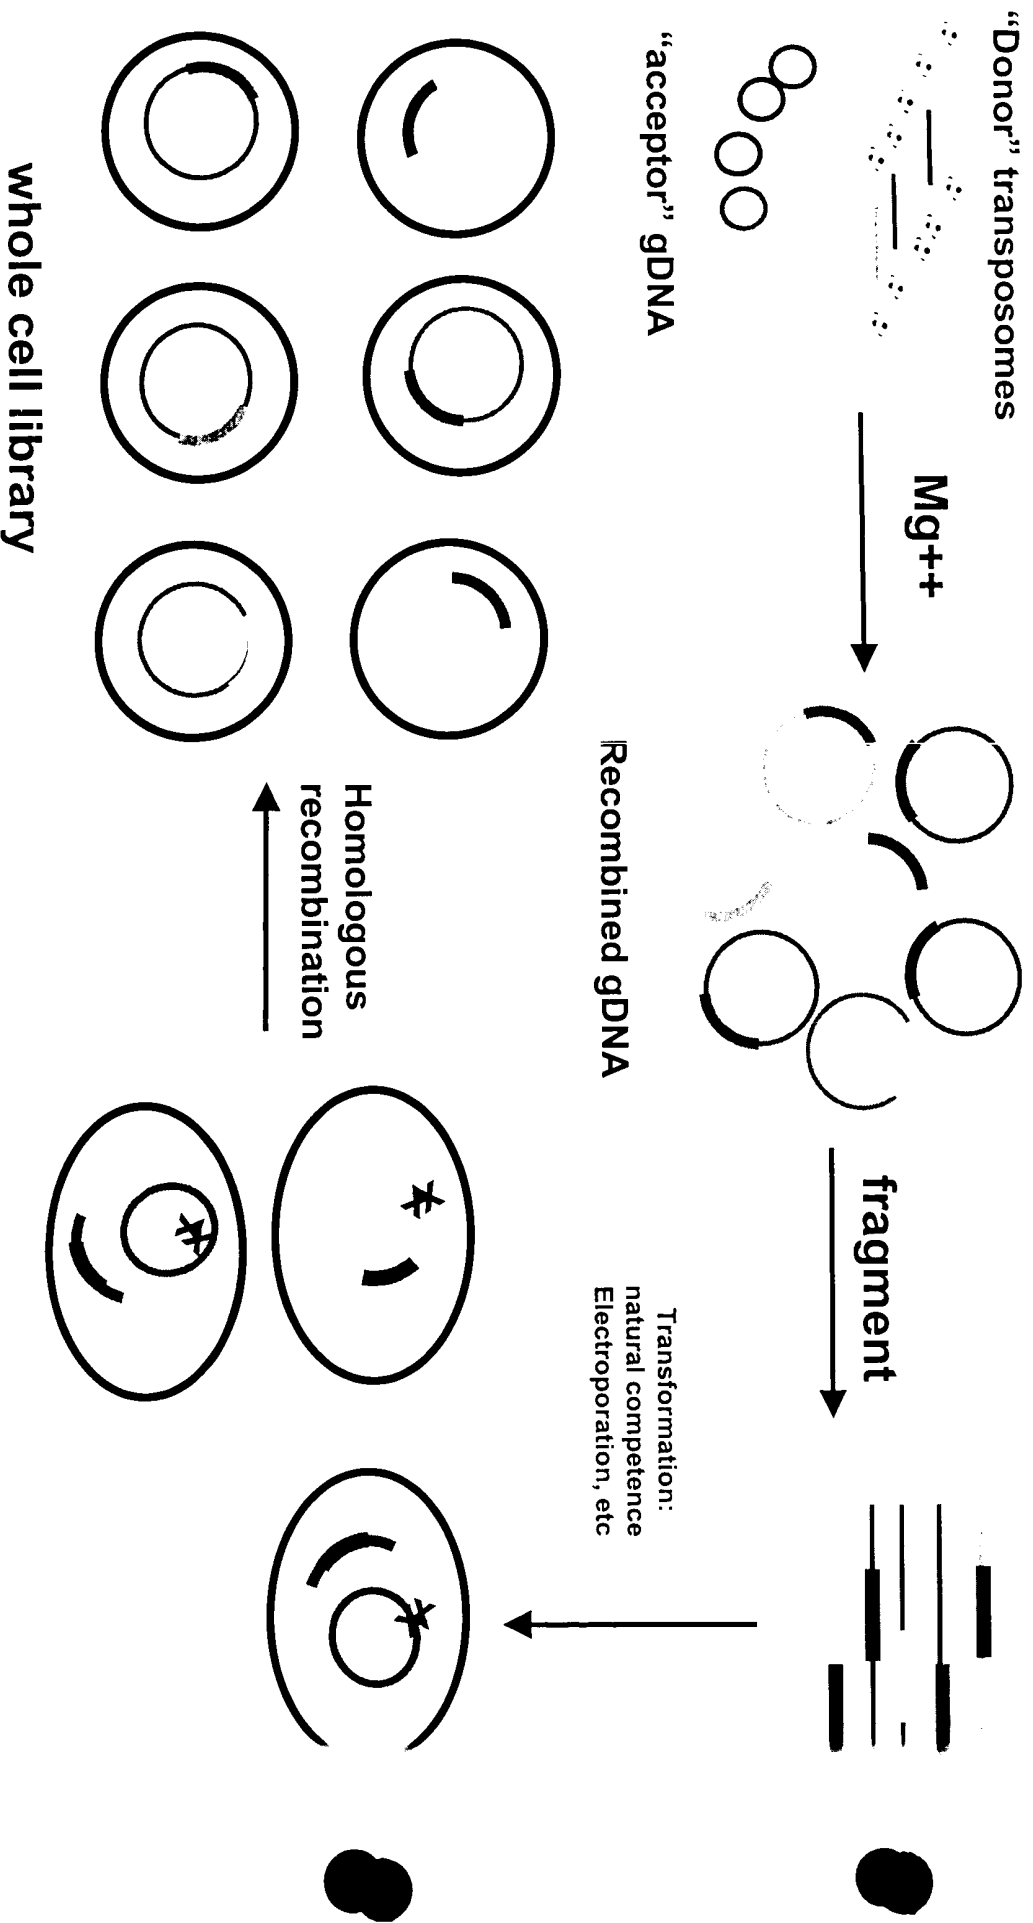 “Donor” transposomes
Mg++
“acceptor” gDNA
Recombined gDNA
fragment
Transformation:
natural competence
Electroporation, etc
Homologous
recombination
whole cell library